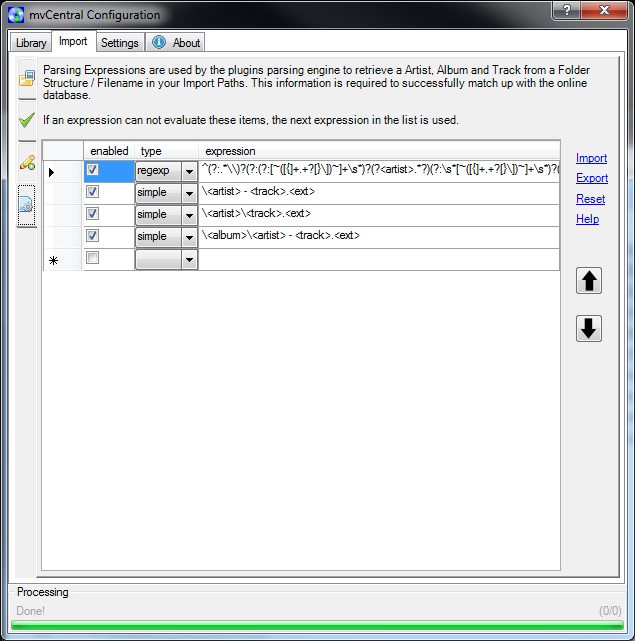 mvCentral Configuration
Library Import Settings About
Parsing Expressions are used by the plugins parsing engine to retrieve a Artist, Album and Track from a Folder
Structure / Filename in your Import Paths. This information is required to successfully match up with the online
database.
If an expression can not evaluate these items, the next expression in the list is used.
enabled type expression
regexp ^(?:.*\\)?(?:(?:[~([{]+.+?[}\])~]+\s*)?(?<artist>.*?)(?:\s*[~([{]+.+?[}\])~]+\s*)?(
simple \<artist> - <track>.<ext>
simple \<artist>\<track>.<ext>
simple \<album>\<artist> - <track>.<ext>
Import
Export
Reset
Help
Processing
Done! (0/0)